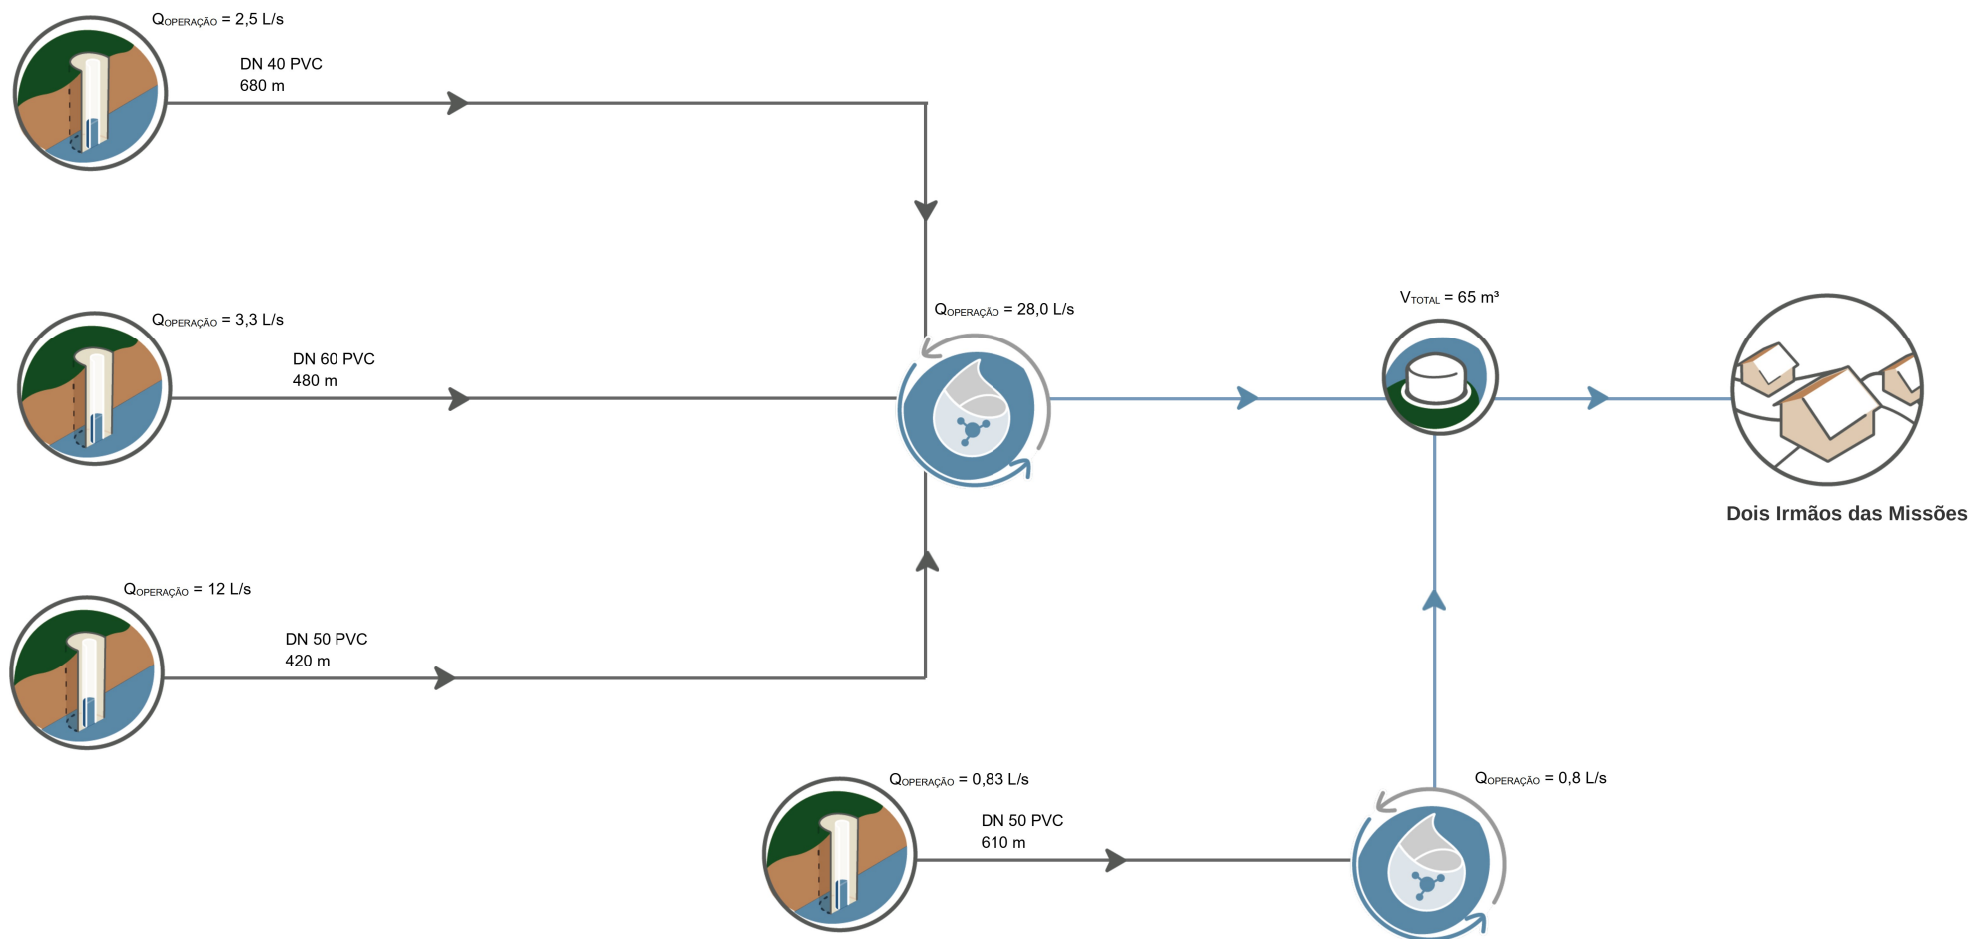 QOPERAÇÃO = 2,5 L/s
DN 40 PVC
680 m
QOPERAÇÃO = 3,3 L/s
DN 60 PVC
480 m
QOPERAÇÃO = 28,0 L/s
VTOTAL = 65 m³
Dois Irmãos das Missões
QOPERAÇÃO = 12 L/s
DN 50 PVC
420 m
QOPERAÇÃO = 0,83 L/s
DN 50 PVC
610 m
QOPERAÇÃO = 0,8 L/s